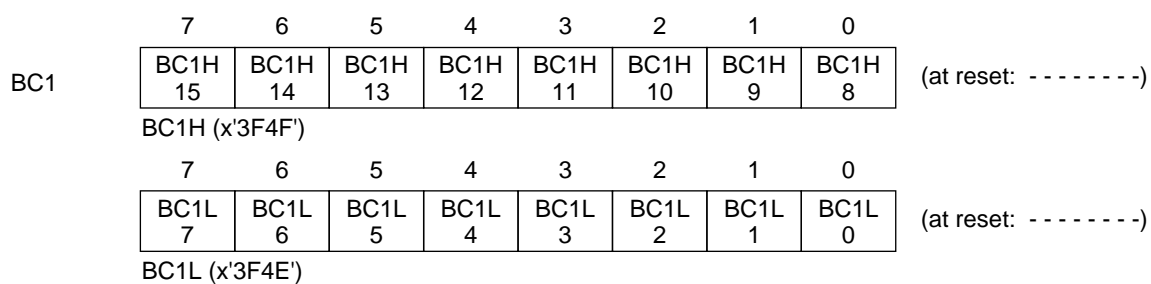 7 6 5 4 3 2 1 0
BC1 BC1H 15 BC1H 14 BC1H 13 BC1H 12 BC1H 11 BC1H 10 BC1H 9 BC1H 8 (at reset: - - - - - - - -)
BC1H (x'3F4F')
7 6 5 4 3 2 1 0
BC1L 7 BC1L 6 BC1L 5 BC1L 4 BC1L 3 BC1L 2 BC1L 1 BC1L 0 (at reset: - - - - - - - -)
BC1L (x'3F4E')